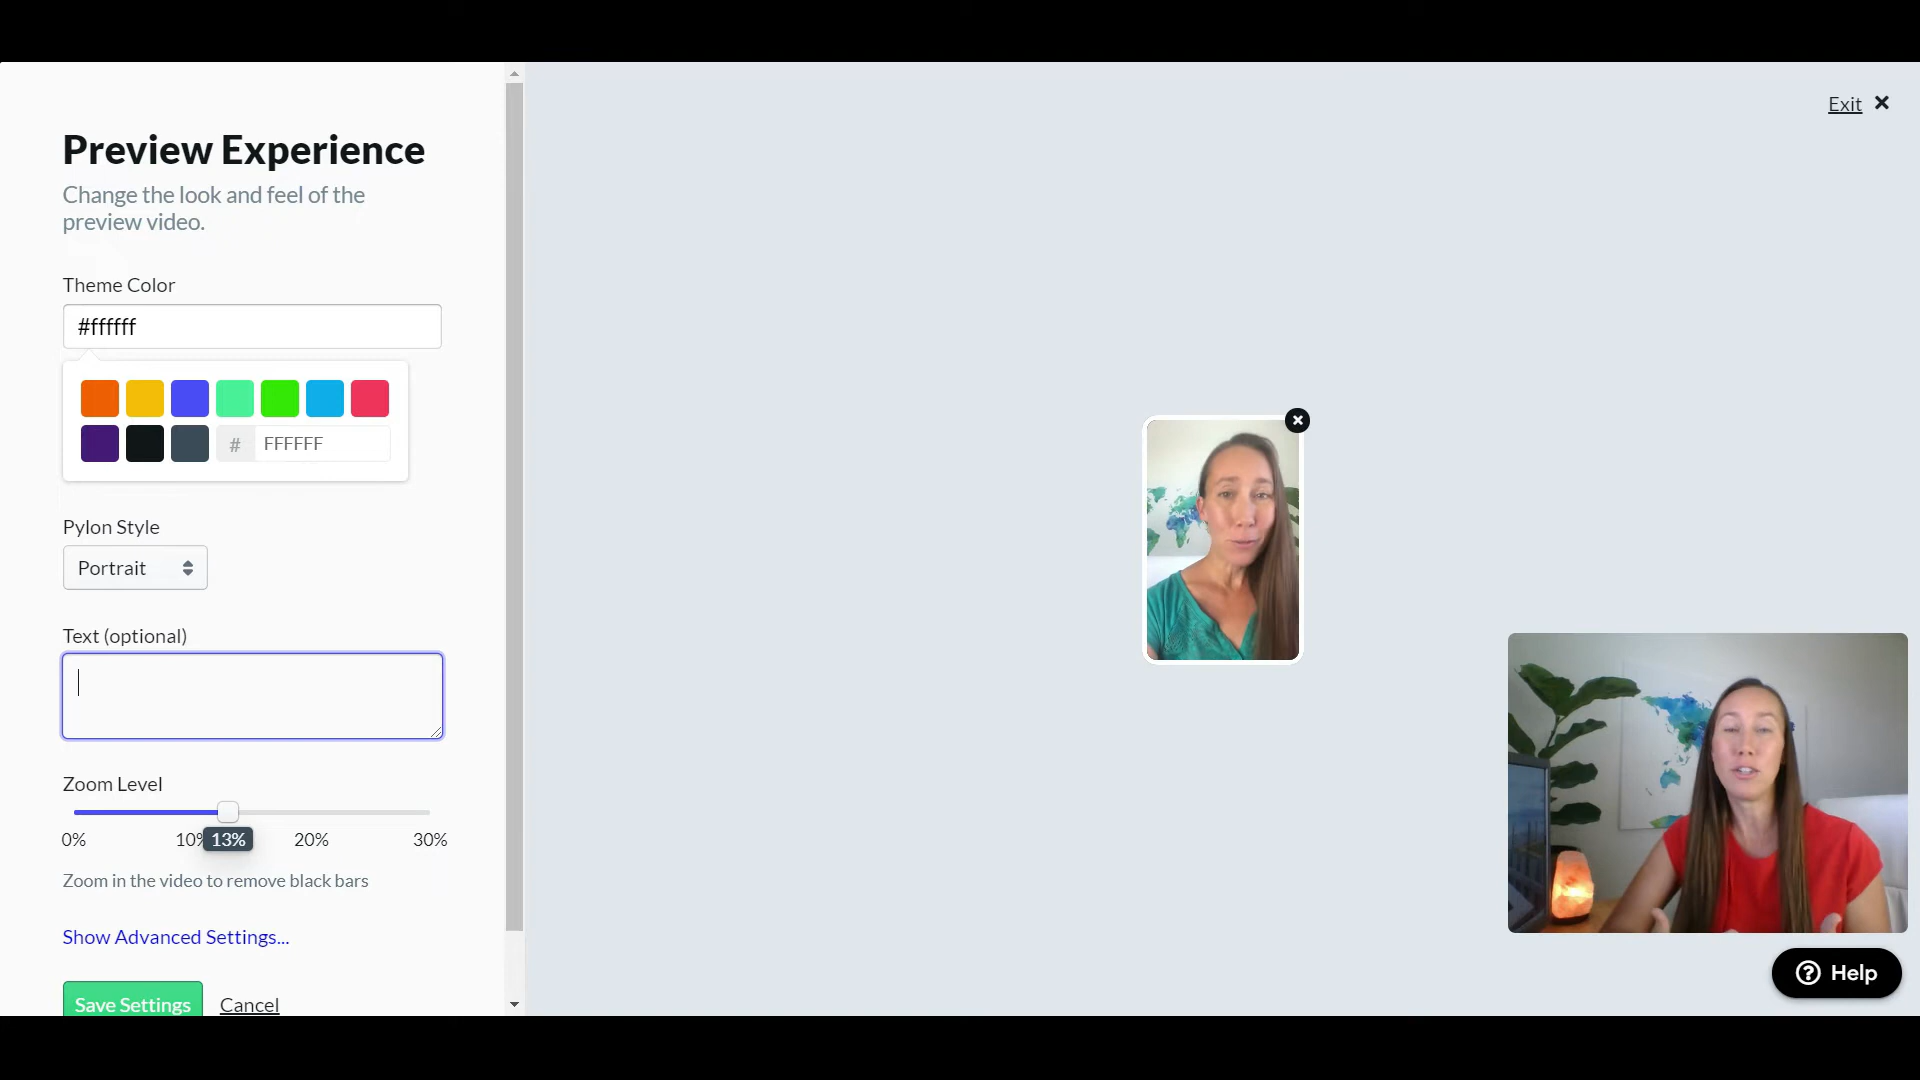 Exit
Preview Experience
Change the look and feel of the
preview video.
Theme Color
#ffffff
# FFFFFF
Pylon Style
Portrait
Text (optional)
Zoom Level
0% 10% 13% 20% 30%
Zoom in the video to remove black bars
Show Advanced Settings...
Save Settings Cancel
Help